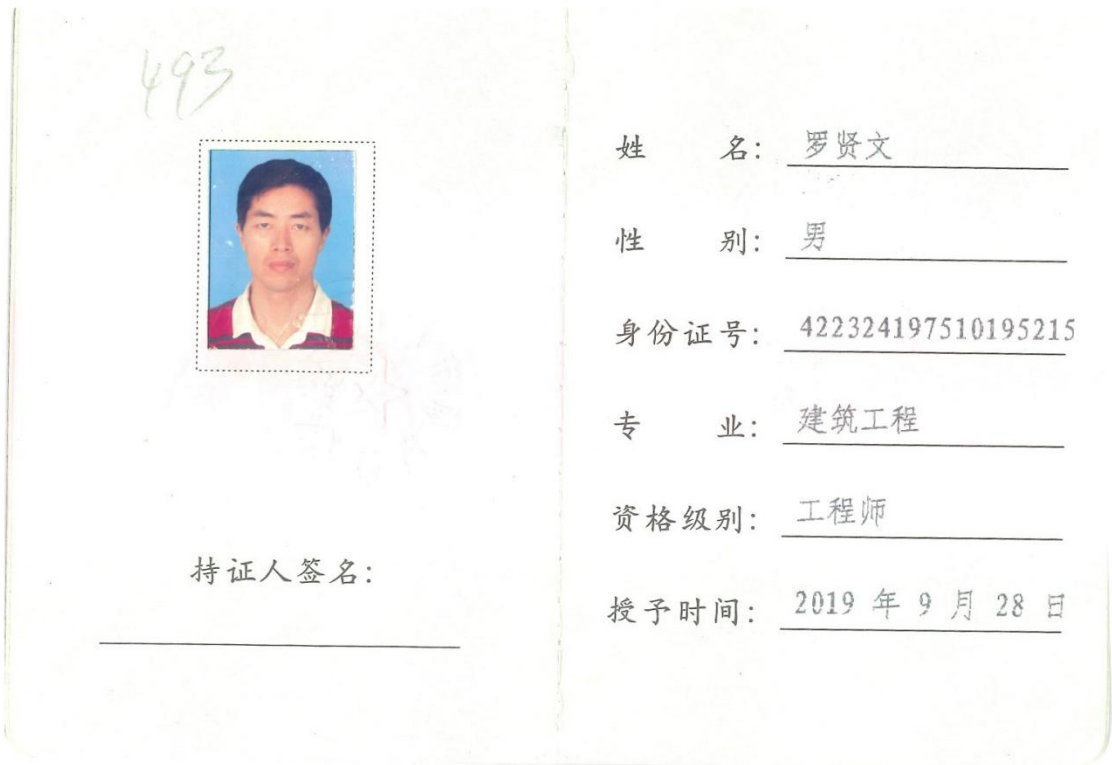 493
持证人签名:
姓 名: 罗贤文
性 别: 男
身份证号: 422324197510195215
专 业: 建筑工程
资格级别: 工程师
授予时间: 2019 年 9 月 28 日